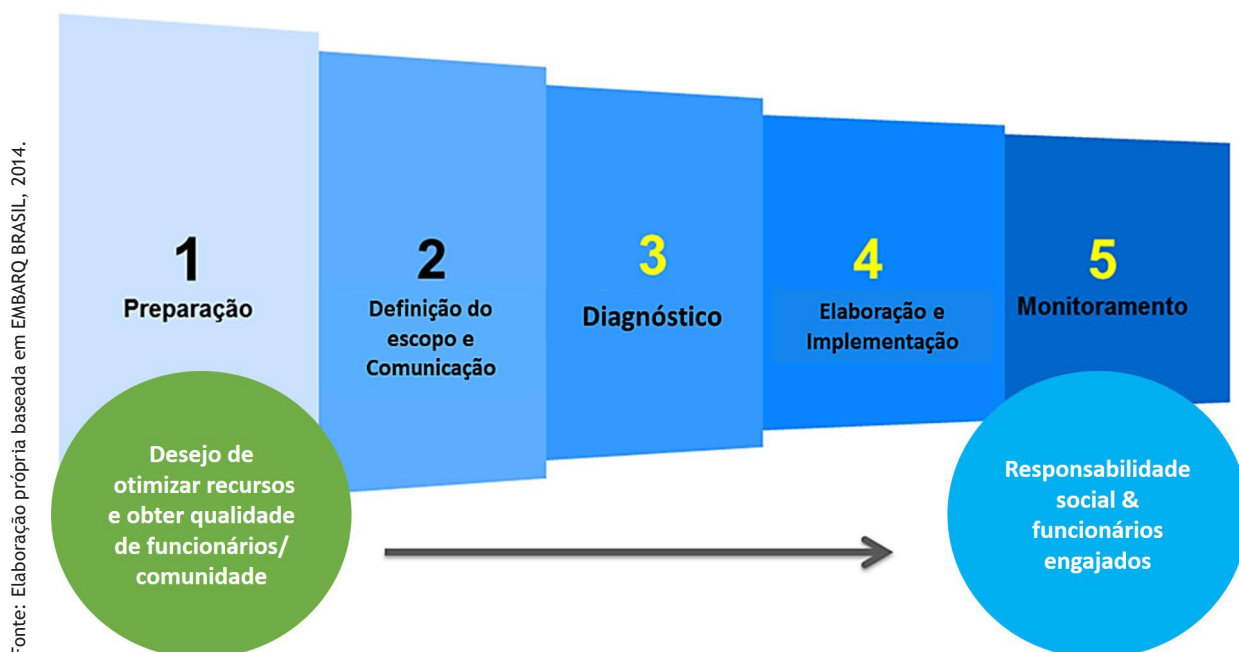 Fonte: Elaboração própria baseada em EMBARQ BRASIL, 2014.
1
Preparação
2
Definição do
escopo e
Comunicação
3
Diagnóstico
4
Elaboração e
Implementação
5
Monitoramento
Desejo de
otimizar recursos
e obter qualidade
de funcionários/
comunidade
Responsabilidade
social &
funcionários
engajados